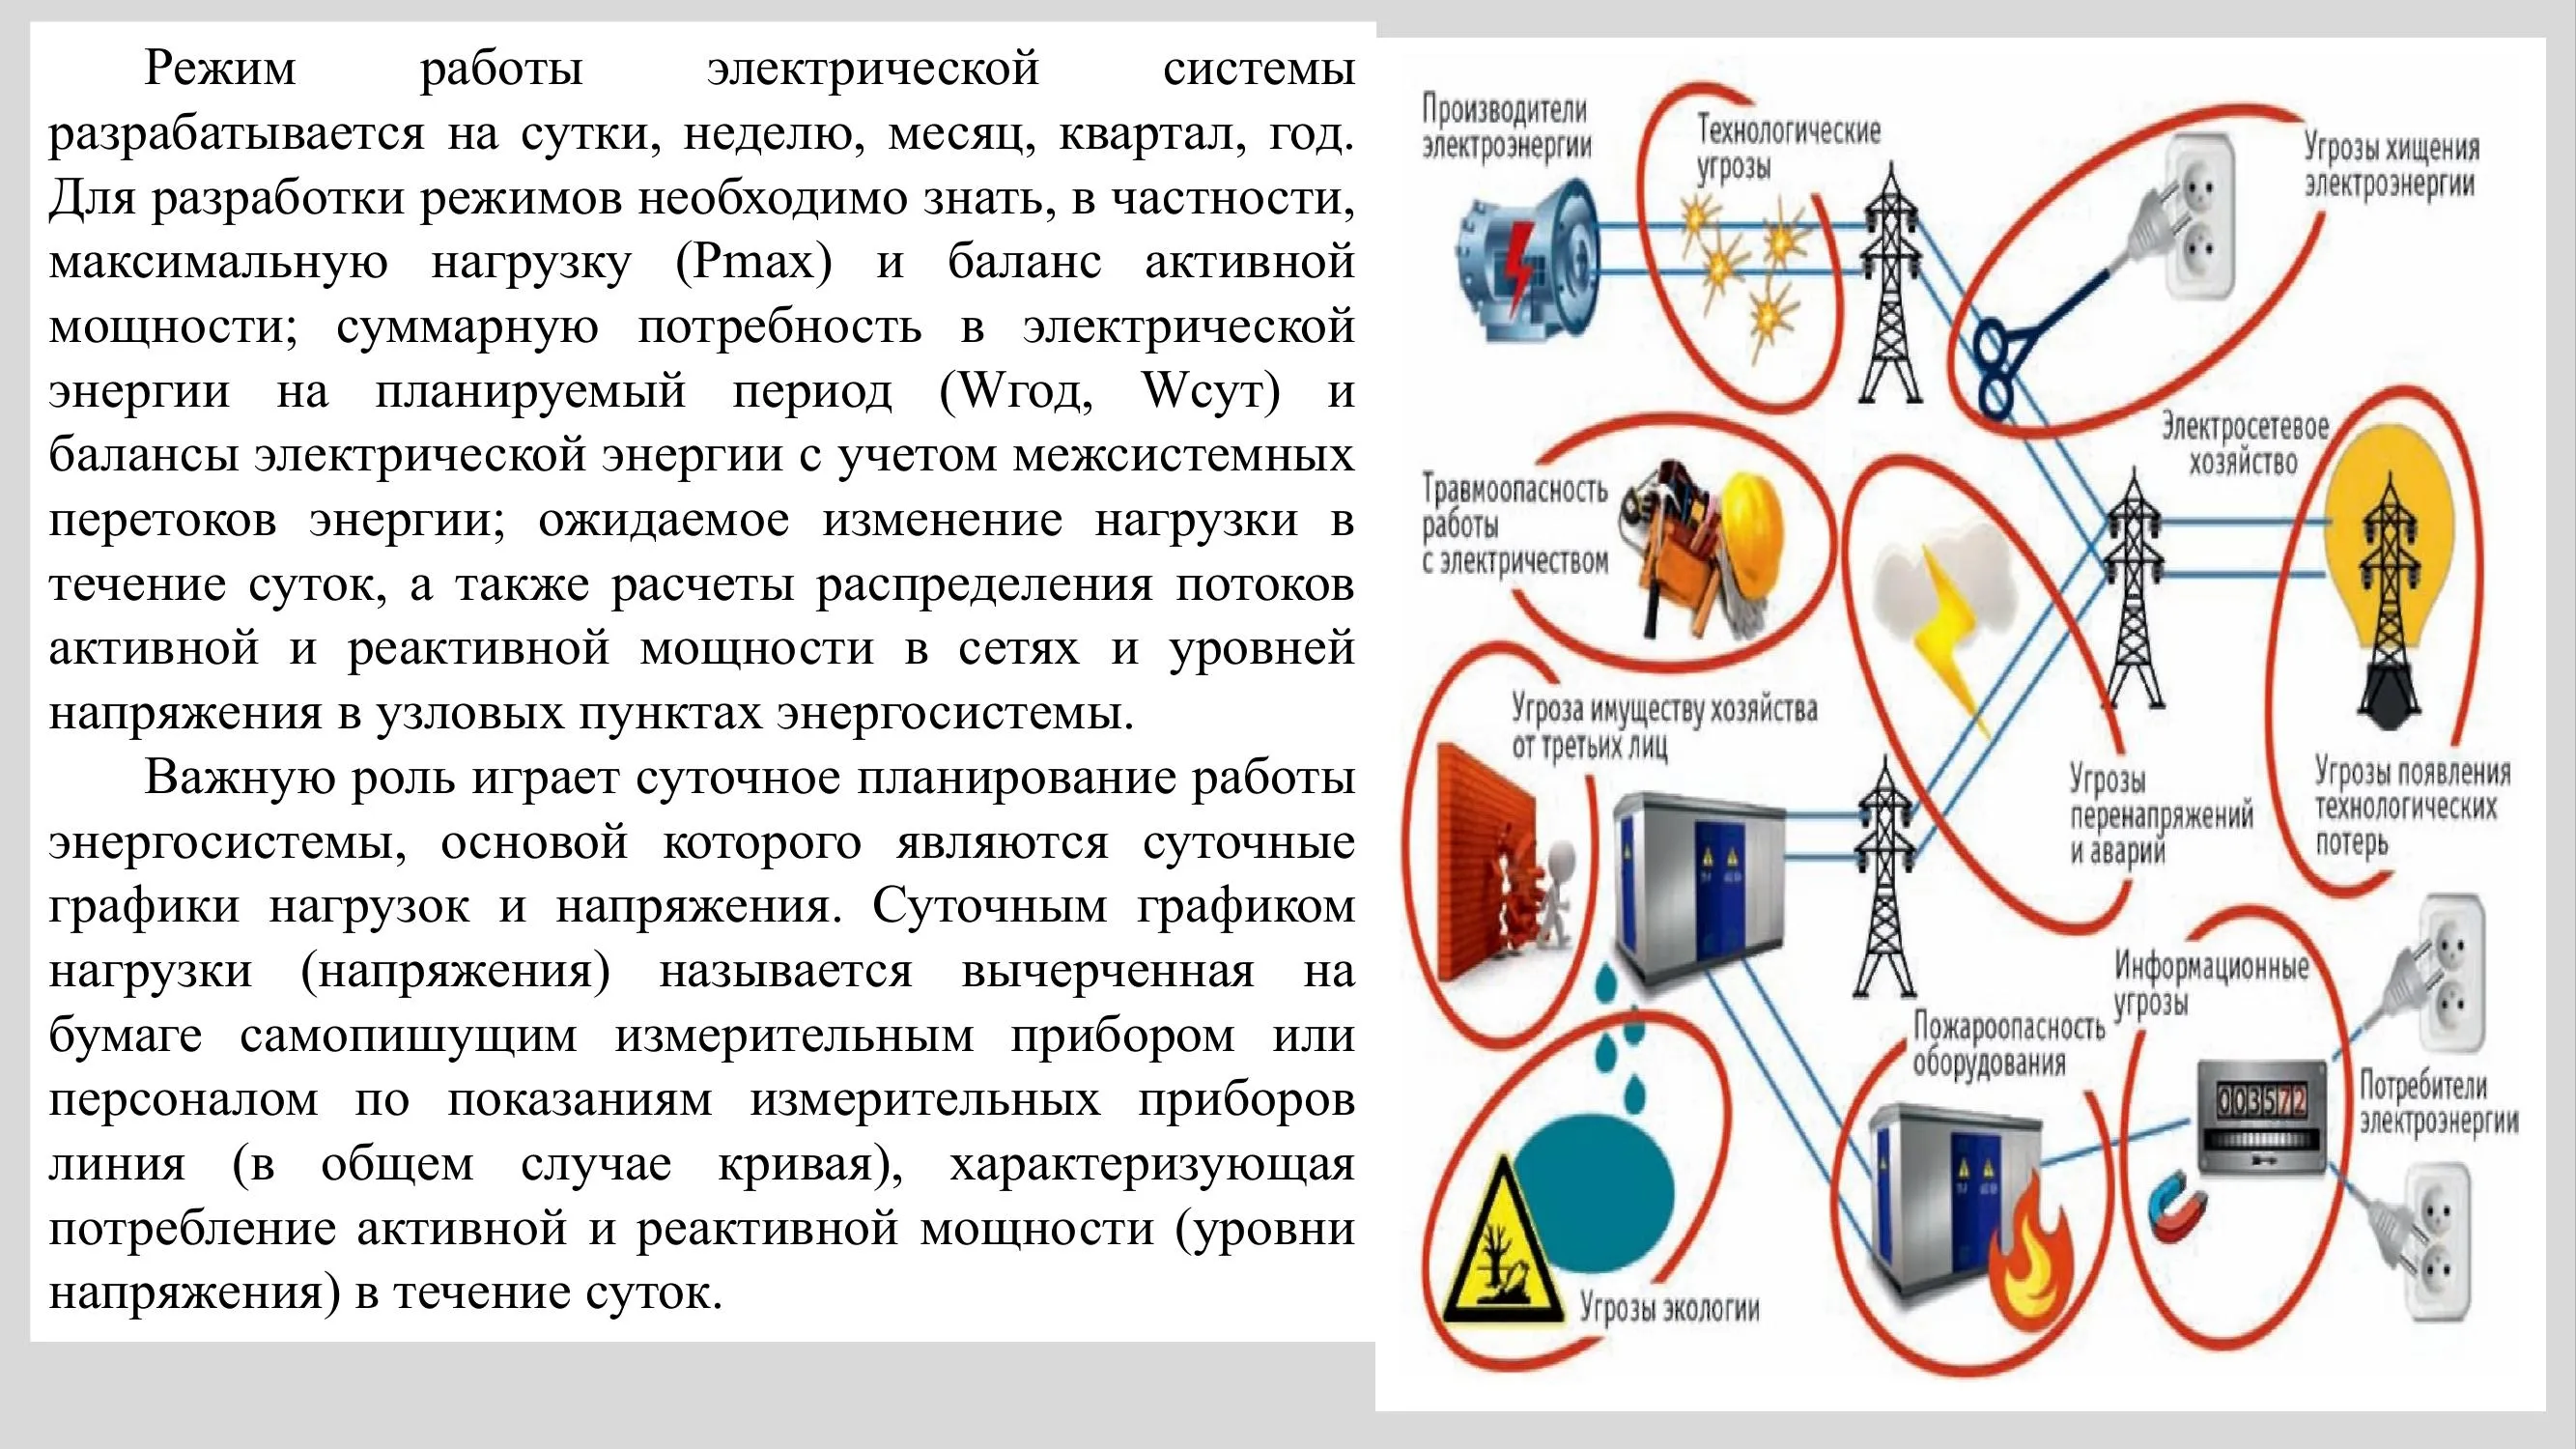 Режим работы электрической системы
разрабатывается на сутки, неделю, месяц, квартал, год.
Для разработки режимов необходимо знать, в частности,
максимальную нагрузку (Pmax) и баланс активной
мощности; суммарную потребность в электрической
энергии на планируемый период (Wгод, Wсут) и
балансы электрической энергии с учетом межсистемных
перетоков энергии; ожидаемое изменение нагрузки в
течение суток, а также расчеты распределения потоков
активной и реактивной мощности в сетях и уровней
напряжения в узловых пунктах энергосистемы.
Важную роль играет суточное планирование работы
энергосистемы, основой которого являются суточные
графики нагрузок и напряжения. Суточным графиком
нагрузки (напряжения) называется вычерченная на
бумаге самопишущим измерительным прибором или
персоналом по показаниям измерительных приборов
линия (в общем случае кривая), характеризующая
потребление активной и реактивной мощности (уровни
напряжения) в течение суток.
Производители
электроэнергии
Технологические
угрозы
Угрозы хищения
электроэнергии
Электросетевое
хозяйство
Травмоопасность
работы
с электричеством
Угроза имуществу хозяйства
от третьих лиц
Угрозы
перенапряжений
и аварий
Угрозы появления
технологических
потерь
Информационные
угрозы
Пожароопасность
оборудования
003572
Потребители
электроэнергии
Угрозы экологии